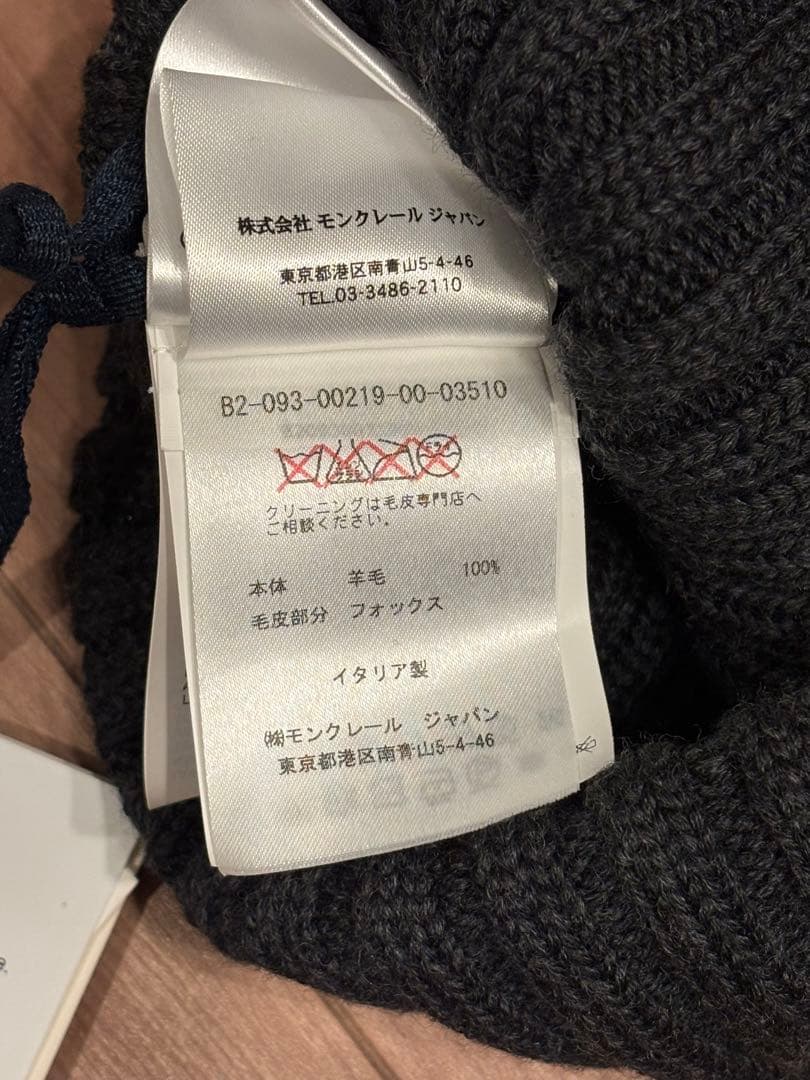 株式会社 モンクレール ジャパン
東京都港区南青山5-4-46
TEL.03-3486-2110
B2-093-00219-00-03510
クリーニングは毛皮専門店へ
ご相談ください。
本体 羊毛 100%
毛皮部分 フォックス
イタリア製
㈱モンクレール ジャパン
東京都港区南青山5-4-46